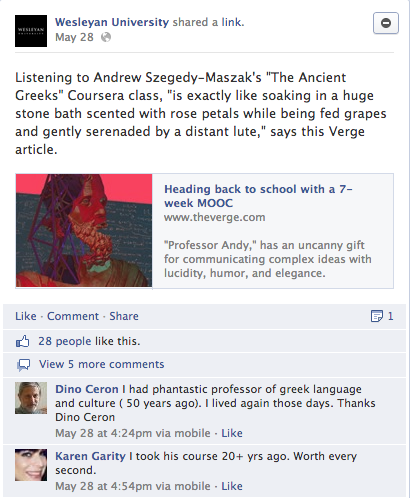 WESLEYAN
UNIVERSITY
Wesleyan University shared a link.
May 28
Listening to Andrew Szegedy-Maszak's "The Ancient
Greeks" Coursera class, "is exactly like soaking in a huge
stone bath scented with rose petals while being fed grapes
and gently serenaded by a distant lute," says this Verge
article.
Heading back to school with a 7-
week MOOC
www.theverge.com
"Professor Andy," has an uncanny gift
for communicating complex ideas with
lucidity, humor, and elegance.
Like · Comment · Share
1
28 people like this.
View 5 more comments
Dino Ceron I had phantastic professor of greek language
and culture ( 50 years ago). I lived again those days. Thanks
Dino Ceron
May 28 at 4:24pm via mobile · Like
Karen Garity I took his course 20+ yrs ago. Worth every
second.
May 28 at 4:54pm via mobile · Like